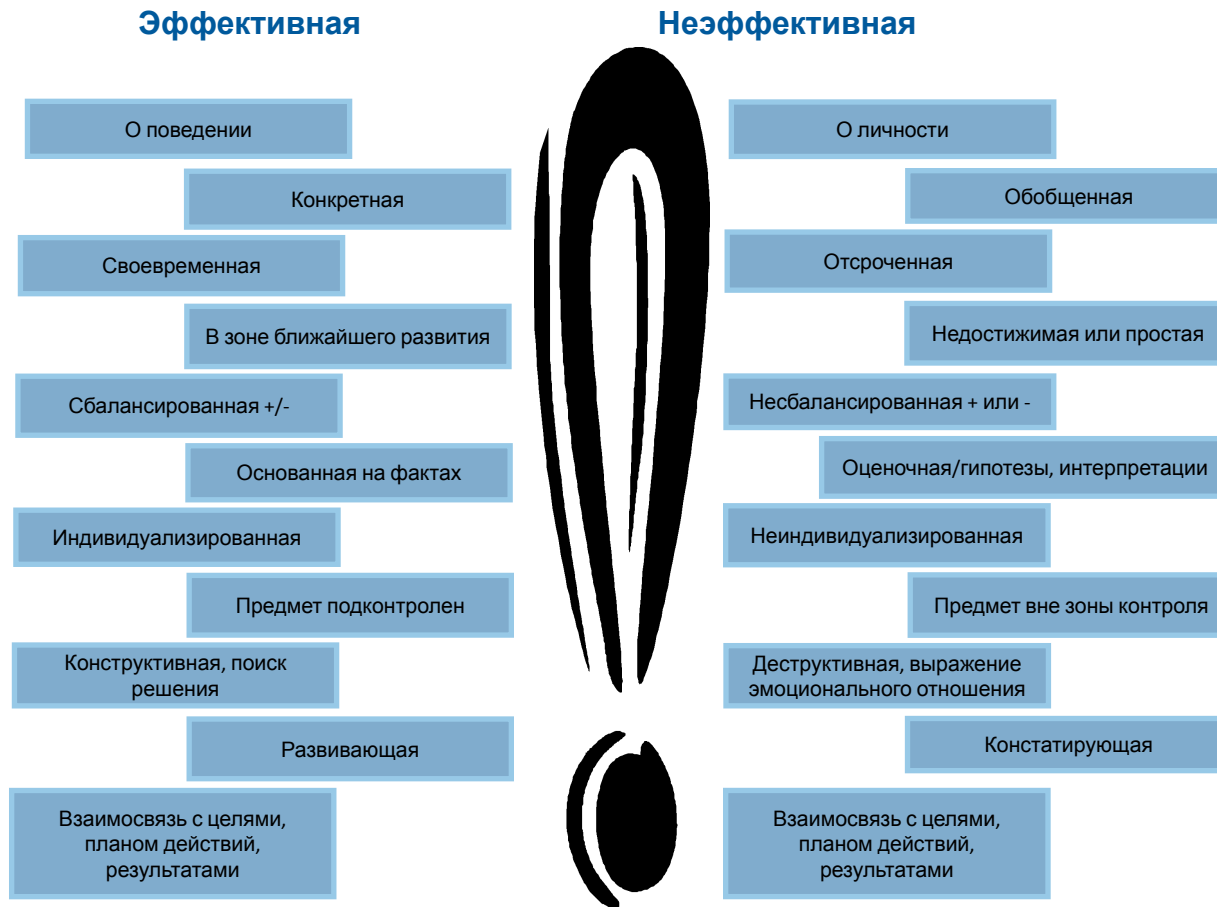 Эффективная
Неэффективная
О поведении
О личности
Конкретная
Обобщенная
Своевременная
Отсроченная
В зоне ближайшего развития
Недостижимая или простая
Сбалансированная +/-
Несбалансированная + или -
Основанная на фактах
Оценочная/гипотезы, интерпретации
Индивидуализированная
Неиндивидуализированная
Предмет подконтролен
Предмет вне зоны контроля
Конструктивная, поиск
решения
Деструктивная, выражение
эмоционального отношения
Развивающая
Констатирующая
Взаимосвязь с целями,
планом действий,
результатами
Взаимосвязь с целями,
планом действий,
результатами